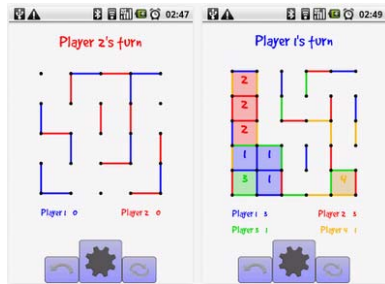 02:47
Player 2's turn
Player 1 0 Player 2 0
02:49
Player 1's turn
2
2
2
1 1
3 1 4
Player 1 3 Player 2 3
Player 3 1 Player 4 1